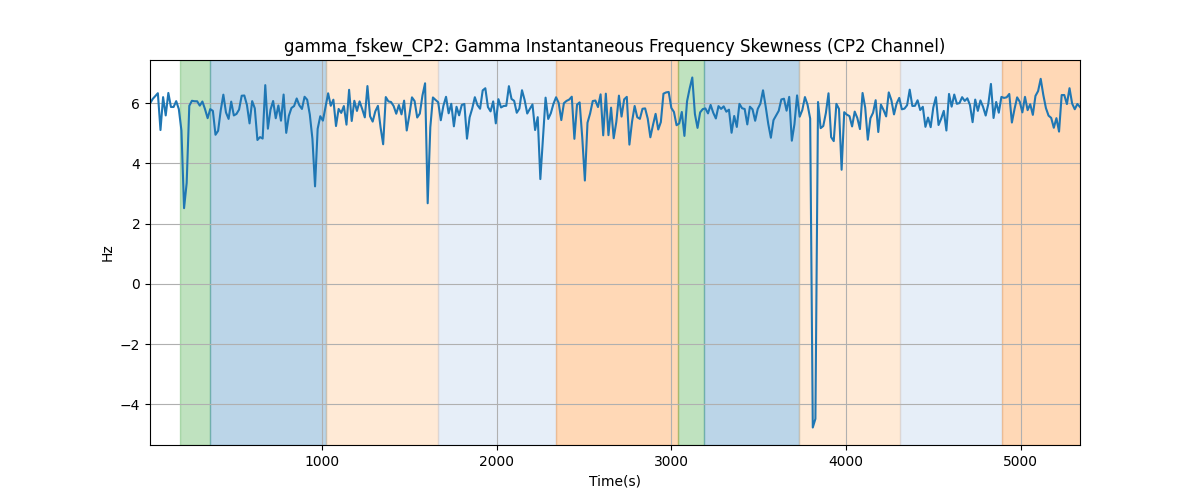 gamma_fskew_CP2: Gamma Instantaneous Frequency Skewness (CP2 Channel)
6
4
2
0
−2
−4
Hz
1000 2000 3000 4000 5000
Time(s)